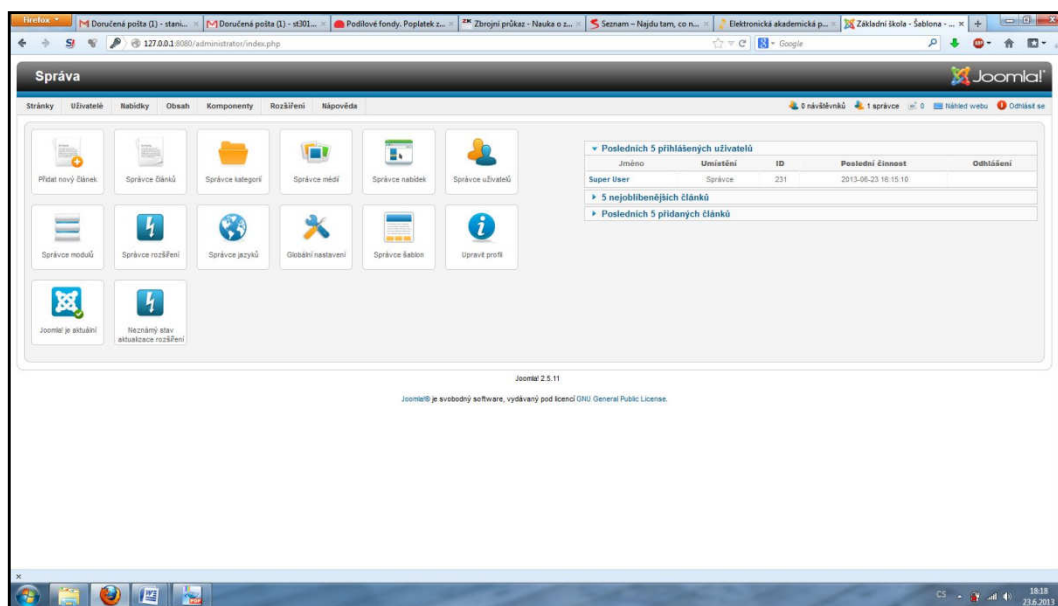 Firefox
Doručená pošta (1) - stani...
Doručená pošta (1) - st301...
Podílové fondy. Poplatek z...
Zbrojní průkaz - Nauka o z...
Seznam – Najdu tam, co n...
Elektronická akademická p...
Základní škola - Šablona - ...
127.0.0.1:8080/administrator/index.php
Google
Správa
Joomla!
Stránky Uživatelé Nabídky Obsah Komponenty Rozšíření Nápověda
0 návštěvníků 1 správce 0 Náhled webu Odhlásit se
Přidat nový článek
Správce článků
Správce kategorií
Správce médií
Správce nabídek
Správce uživatelů
Posledních 5 přihlášených uživatelů
Jméno Umístění ID Poslední činnost Odhlášení
Super User Správce 231 2013-06-23 16:15:10
5 nejoblíbenějších článků
Posledních 5 přidaných článků
Správce modulů
Správce rozšíření
Správce jazyků
Globální nastavení
Správce šablon
Upravit profil
Joomla! je aktuální
Neznámý stav
aktualizace rozšíření
Joomla! 2.5.11
Joomla!® je svobodný software, vydávaný pod licencí GNU General Public License.
CS
18:18
23.6.2013